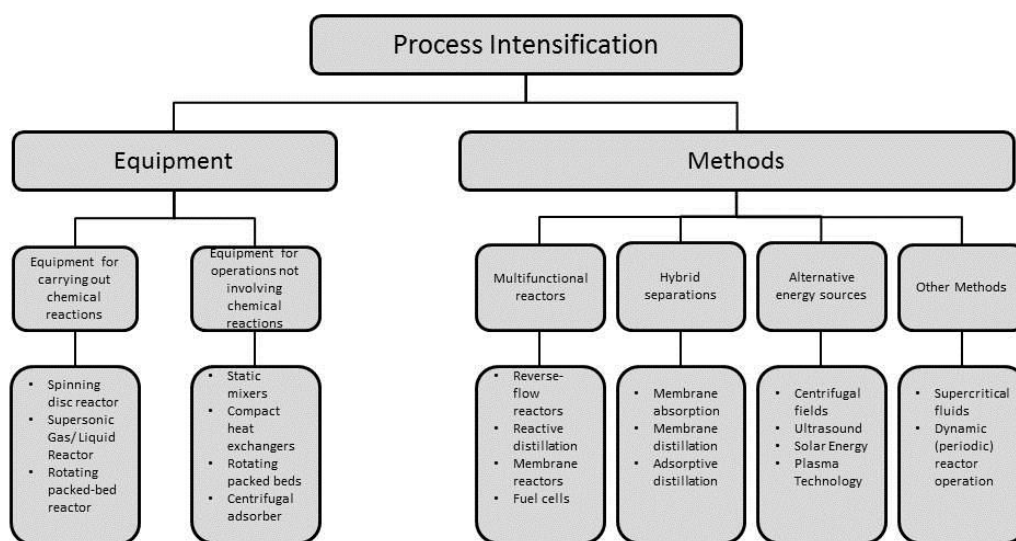 Process Intensification
Equipment
Methods
Equipment for
carrying out
chemical
reactions
Equipment for
operations not
involving
chemical
reactions
Multifunctional
reactors
Hybrid
separations
Alternative
energy sources
Other Methods
• Spinning
disc reactor
• Supersonic
Gas/ Liquid
Reactor
• Rotating
packed-bed
reactor
• Static
mixers
• Compact
heat
exchangers
• Rotating
packed beds
• Centrifugal
adsorber
• Reverse-
flow
reactors
• Reactive
distillation
• Membrane
reactors
• Fuel cells
• Membrane
absorption
• Membrane
distillation
• Adsorptive
distillation
• Centrifugal
fields
• Ultrasound
• Solar Energy
• Plasma
Technology
• Supercritical
fluids
• Dynamic
(periodic)
reactor
operation